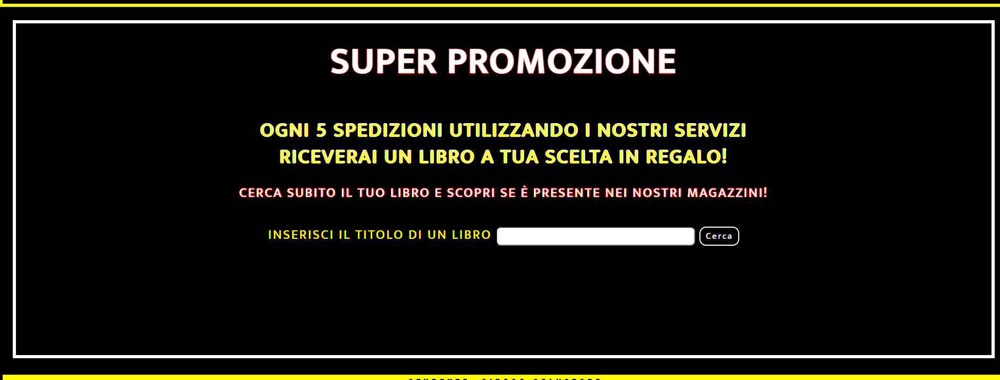 SUPER PROMOZIONE
OGNI 5 SPEDIZIONI UTILIZZANDO I NOSTRI SERVIZI
RICEVERAI UN LIBRO A TUA SCELTA IN REGALO!
CERCA SUBITO IL TUO LIBRO E SCOPRI SE È PRESENTE NEI NOSTRI MAGAZZINI!
INSERISCI IL TITOLO DI UN LIBRO Cerca